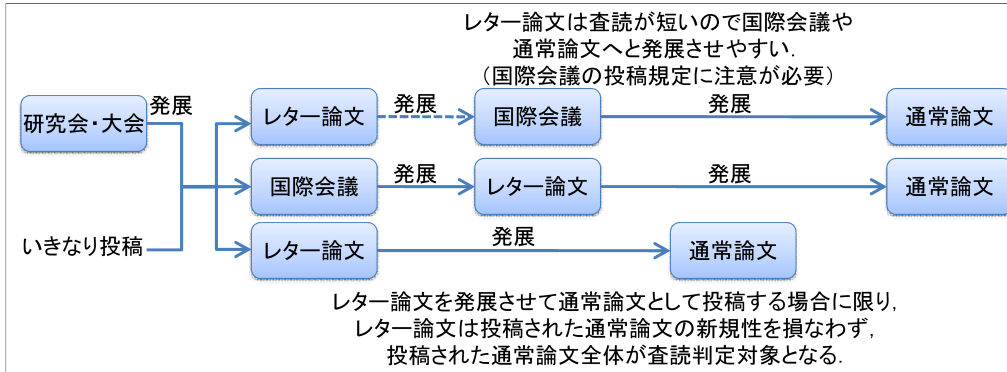 レター論文は査読が短いので国際会議や
通常論文へと発展させやすい.
（国際会議の投稿規定に注意が必要）
研究会・大会
発展
レター論文
発展
国際会議
発展
通常論文
国際会議
発展
レター論文
発展
通常論文
いきなり投稿
レター論文
発展
通常論文
レター論文を発展させて通常論文として投稿する場合に限り,
レター論文は投稿された通常論文の新規性を損なわず,
投稿された通常論文全体が査読判定対象となる.